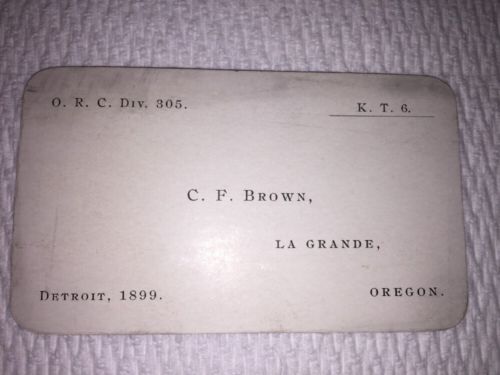 O. R. C. Div. 305.
K. T. 6.
C. F. Brown,
LA GRANDE,
Detroit, 1899.
OREGON.